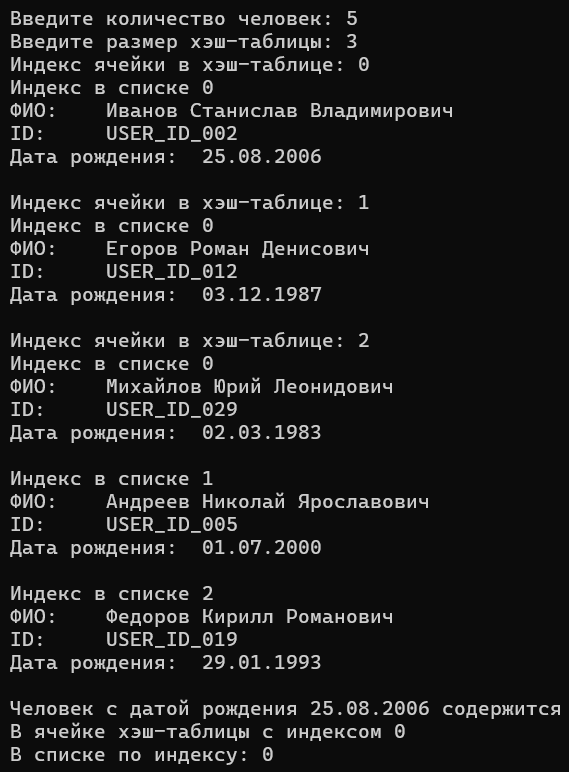 Введите количество человек: 5
Введите размер хэш-таблицы: 3
Индекс ячейки в хэш-таблице: 0
Индекс в списке 0
ФИО: Иванов Станислав Владимирович
ID: USER_ID_002
Дата рождения: 25.08.2006
Индекс ячейки в хэш-таблице: 1
Индекс в списке 0
ФИО: Егоров Роман Денисович
ID: USER_ID_012
Дата рождения: 03.12.1987
Индекс ячейки в хэш-таблице: 2
Индекс в списке 0
ФИО: Михайлов Юрий Леонидович
ID: USER_ID_029
Дата рождения: 02.03.1983
Индекс в списке 1
ФИО: Андреев Николай Ярославович
ID: USER_ID_005
Дата рождения: 01.07.2000
Индекс в списке 2
ФИО: Федоров Кирилл Романович
ID: USER_ID_019
Дата рождения: 29.01.1993
Человек с датой рождения 25.08.2006 содержится
В ячейке хэш-таблицы с индексом 0
В списке по индексу: 0